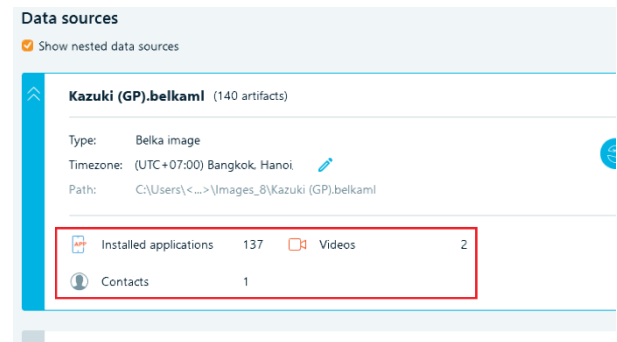 Data sources
Show nested data sources
Kazuki (GP).belkaml (140 artifacts)
Type: Belka image
Timezone: (UTC+07:00) Bangkok, Hanoi,
Path: C:\Users\<...>\Images_8\Kazuki (GP).belkaml
APP Installed applications 137 Videos 2
Contacts 1